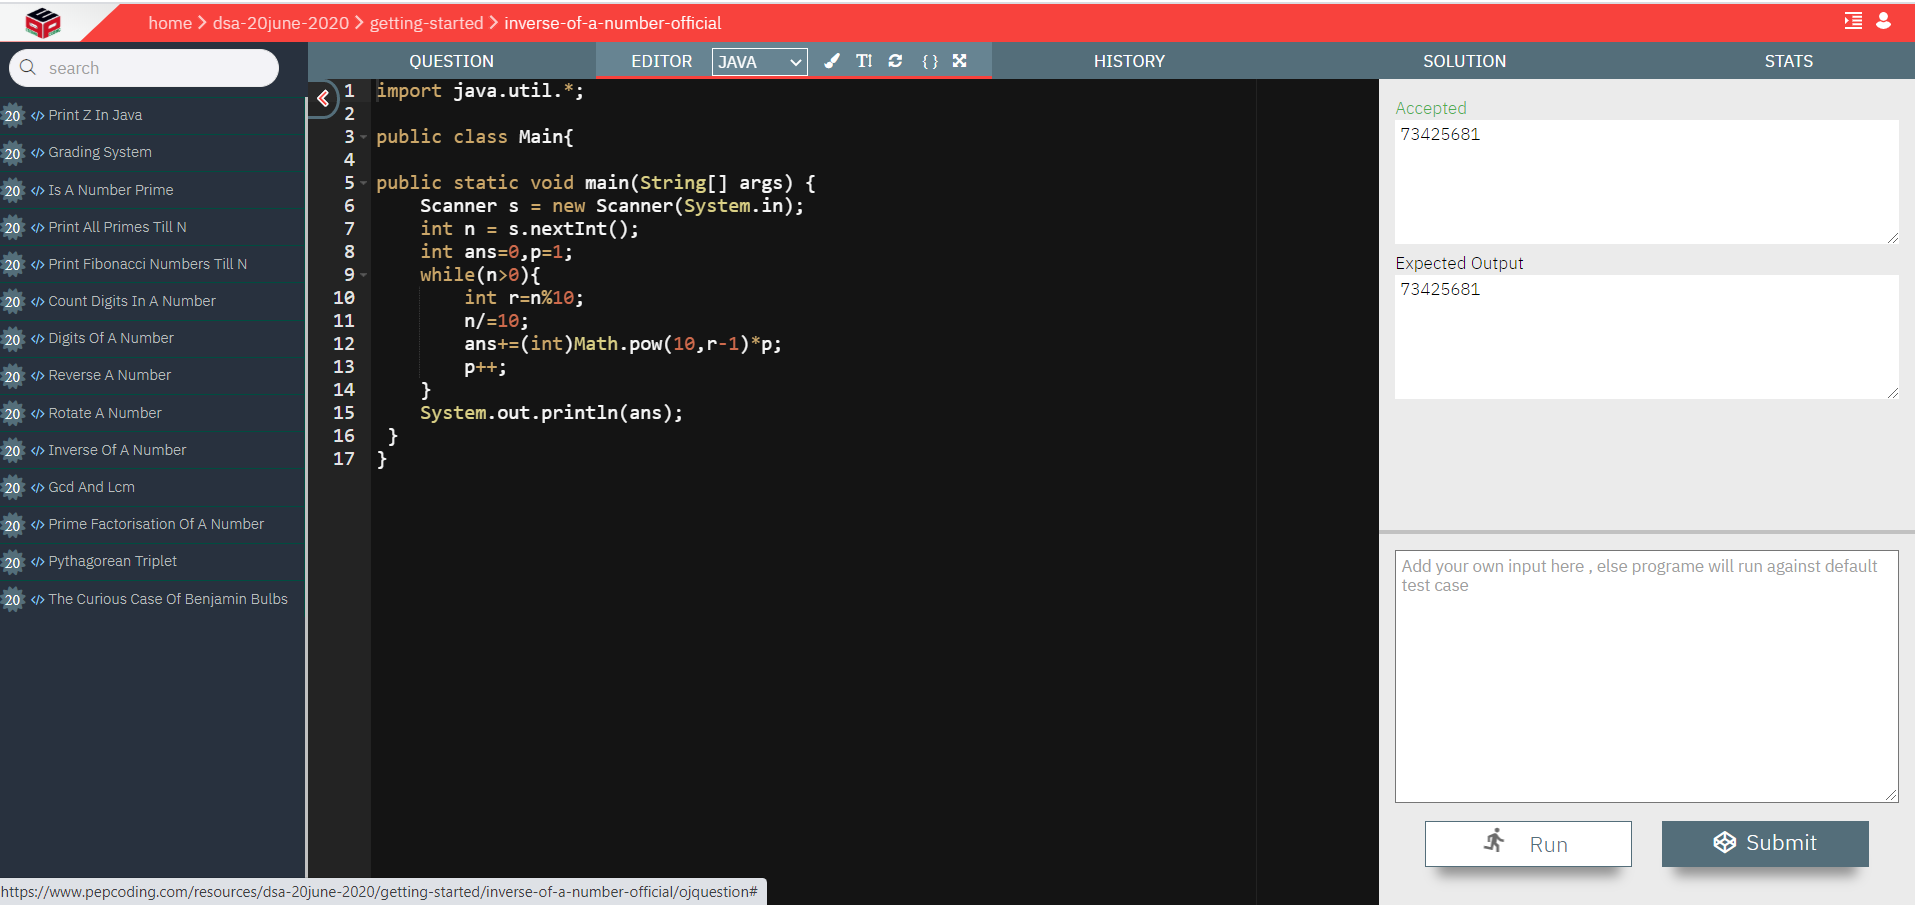 home > dsa-20june-2020 > getting-started > inverse-of-a-number-official
search
20 </> Print Z In Java
20 </> Grading System
20 </> Is A Number Prime
20 </> Print All Primes Till N
20 </> Print Fibonacci Numbers Till N
20 </> Count Digits In A Number
20 </> Digits Of A Number
20 </> Reverse A Number
20 </> Rotate A Number
20 </> Inverse Of A Number
20 </> Gcd And Lcm
20 </> Prime Factorisation Of A Number
20 </> Pythagorean Triplet
20 </> The Curious Case Of Benjamin Bulbs
QUESTION EDITOR JAVA T! { } HISTORY SOLUTION STATS
1 import java.util.*;
2
3 public class Main{
4
5 public static void main(String[] args) {
6     Scanner s = new Scanner(System.in);
7     int n = s.nextInt();
8     int ans=0,p=1;
9     while(n>0){
10         int r=n%10;
11         n/=10;
12         ans+=(int)Math.pow(10,r-1)*p;
13         p++;
14     }
15     System.out.println(ans);
16  }
17 }
Accepted
73425681
Expected Output
73425681
Add your own input here , else programe will run against default
test case
Run Submit
https://www.pepcoding.com/resources/dsa-20june-2020/getting-started/inverse-of-a-number-official/ojquestion#